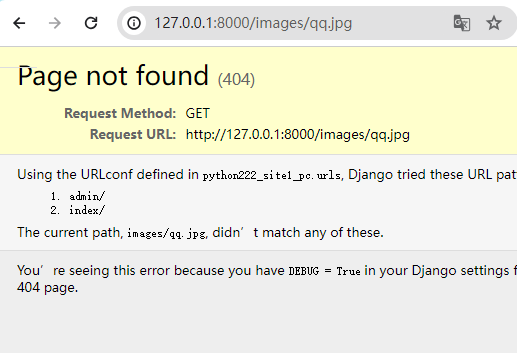 127.0.0.1:8000/images/qq.jpg
Page not found (404)
Request Method: GET
Request URL: http://127.0.0.1:8000/images/qq.jpg
Using the URLconf defined in python222_site1_pc.urls, Django tried these URL pat
1. admin/
2. index/
The current path, images/qq.jpg, didn't match any of these.
You're seeing this error because you have DEBUG = True in your Django settings f
404 page.